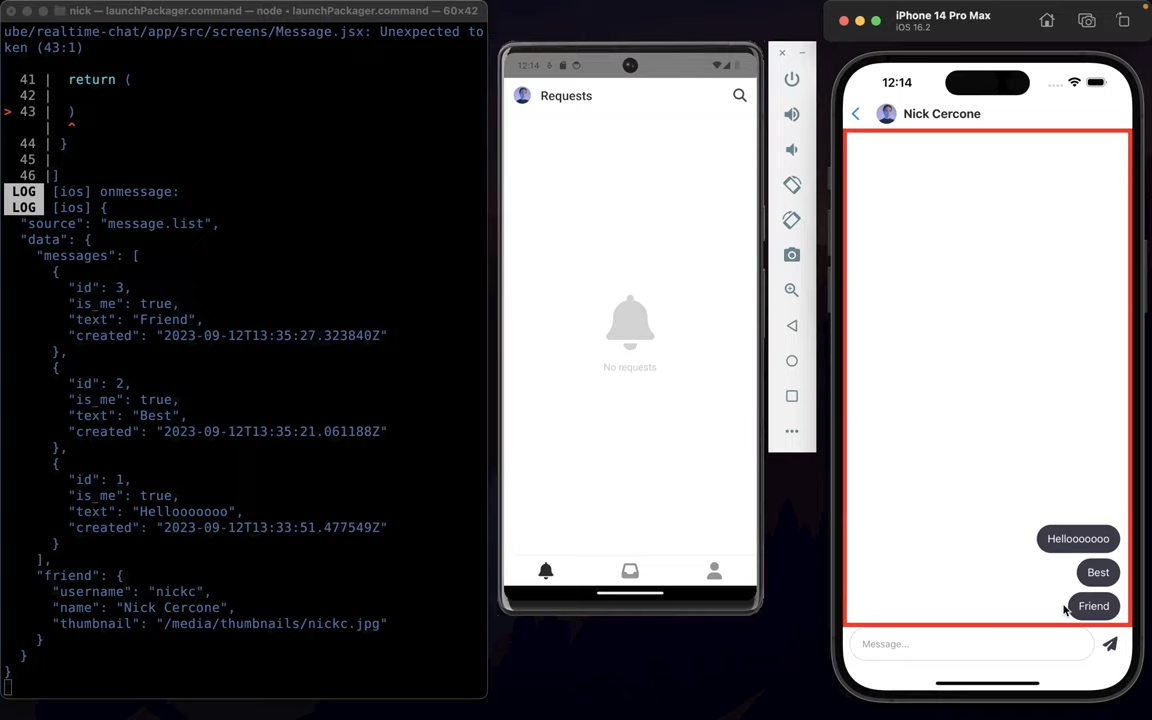 nick — launchPackager.command — node • launchPackager.command — 60×42
ube/realtime-chat/app/src/screens/Message.jsx: Unexpected to
ken (43:1)
41 |  return (
42 |
> 43 |  )
|  ^
44 | }
45 |
46 |]
LOG  [ios] onmessage:
LOG  [ios] {
"source": "message.list",
"data": {
"messages": [
{
"id": 3,
"is_me": true,
"text": "Friend",
"created": "2023-09-12T13:35:27.323840Z"
},
{
"id": 2,
"is_me": true,
"text": "Best",
"created": "2023-09-12T13:35:21.061188Z"
},
{
"id": 1,
"is_me": true,
"text": "Hellooooooo",
"created": "2023-09-12T13:33:51.477549Z"
}
],
"friend": {
"username": "nickc",
"name": "Nick Cercone",
"thumbnail": "/media/thumbnails/nickc.jpg"
}
}
}
12:14
Requests
No requests
iPhone 14 Pro Max
iOS 16.2
12:14
Nick Cercone
Hellooooooo
Best
Friend
Message...